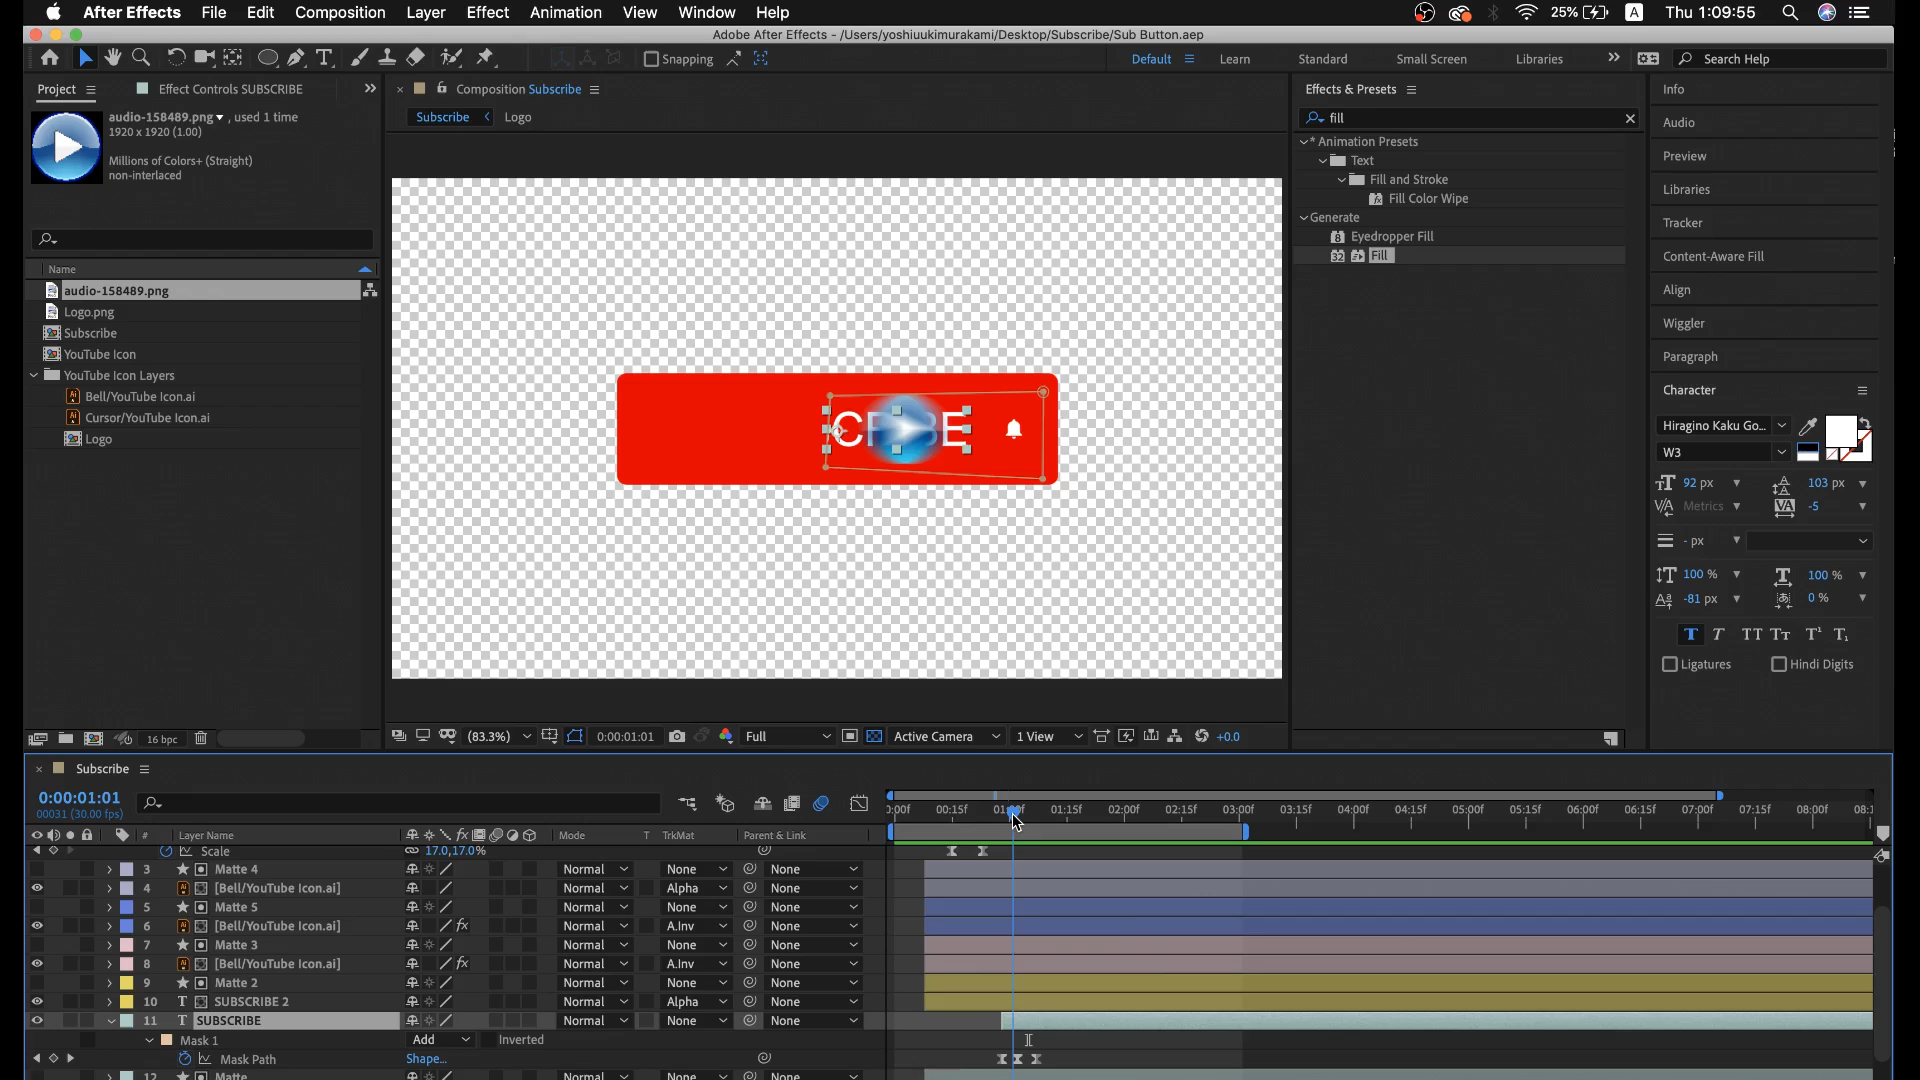 After Effects File Edit Composition Layer Effect Animation View Window Help 25% A Thu 1:09:55
Adobe After Effects - /Users/yoshiuukimurakami/Desktop/Subscribe/Sub Button.aep
Snapping Default Learn Standard Small Screen Libraries Search Help
Project Effect Controls SUBSCRIBE
audio-158489.png , used 1 time
1920 x 1920 (1.00)
Millions of Colors+ (Straight)
non-interlaced
Name
audio-158489.png
Logo.png
Subscribe
YouTube Icon
YouTube Icon Layers
Bell/YouTube Icon.ai
Cursor/YouTube Icon.ai
Logo
16 bpc
Composition Subscribe
Subscribe Logo
CRIBE
(83.3%) 0:00:01:01 Full Active Camera 1 View +0.0
Effects & Presets
fill
* Animation Presets
Text
Fill and Stroke
Fill Color Wipe
Generate
Eyedropper Fill
Fill
Info
Audio
Preview
Libraries
Tracker
Content-Aware Fill
Align
Wiggler
Paragraph
Character
Hiragino Kaku Go...
W3
92 px 103 px
Metrics -5
- px
100 % 100 %
-81 px 0 %
T T TT Tt T¹ T₁
Ligatures Hindi Digits
Subscribe
0:00:01:01
00031 (30.00 fps)
00:15f 01:15f 02:00f 02:15f 03:00f 03:15f 04:00f 04:15f 05:00f 05:15f 06:00f 06:15f 07:00f 07:15f 08:00f
# Layer Name Mode T TrkMat Parent & Link
Scale 17.0,17.0%
3 Matte 4 Normal None None
4 [Bell/YouTube Icon.ai] Normal Alpha None
5 Matte 5 Normal None None
6 [Bell/YouTube Icon.ai] fx Normal A.Inv None
7 Matte 3 Normal None None
8 [Bell/YouTube Icon.ai] fx Normal A.Inv None
9 Matte 2 Normal None None
10 T SUBSCRIBE 2 Normal Alpha None
11 T SUBSCRIBE Normal None None
Mask 1 Add Inverted
Mask Path Shape...
12 Matte Normal None None